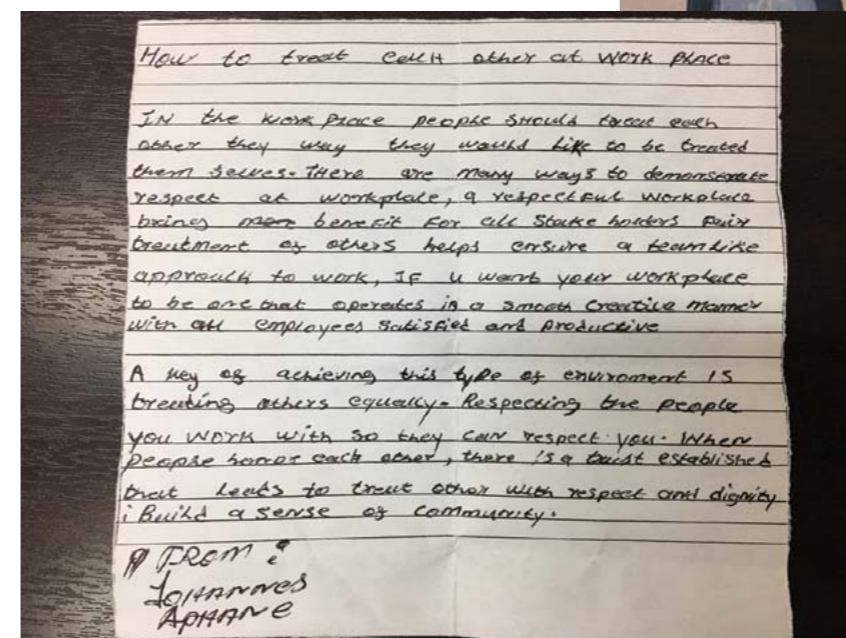 How to treat each other at work place
IN the work place people should treat each
other they way they would like to be treated
them selves. There are many ways to demonstrate
respect at workplace, a respectful workplace
brings more benefit for all stake holders fair
treatment of others helps ensure a teamlike
approach to work, IF u want your workplace
to be one that operates in a smooth creative manner
with all employees satisfied and productive
A key of achieving this type of enviroment is
treating others equally. Respecting the people
you work with so they can respect you. When
people honor each other, there is a trust established
that leads to treat other with respect and dignity
i Build a sense of community.
From:
Johannes
Aphane